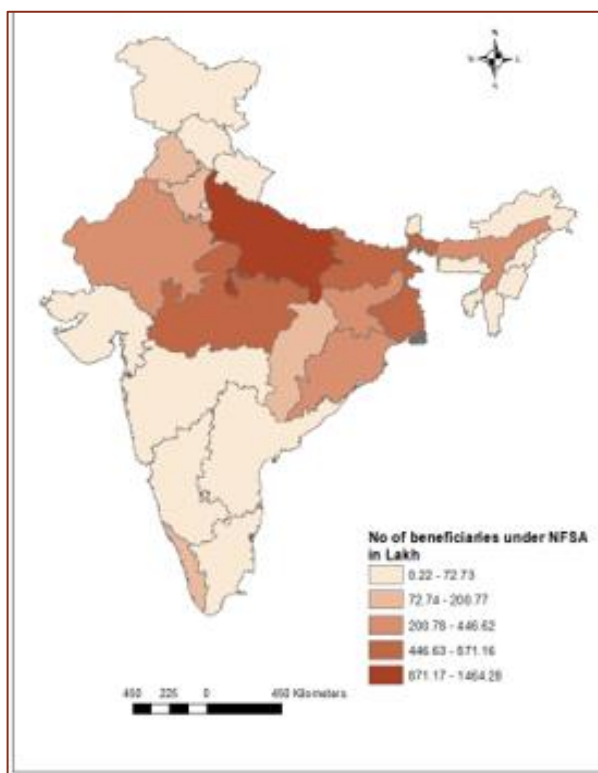 No of beneficiaries under NFSA
in Lakh
0.22 - 72.73
72.74 - 200.77
200.78 - 446.62
446.63 - 871.16
871.17 - 1464.28
450 225 0 450 Kilometers